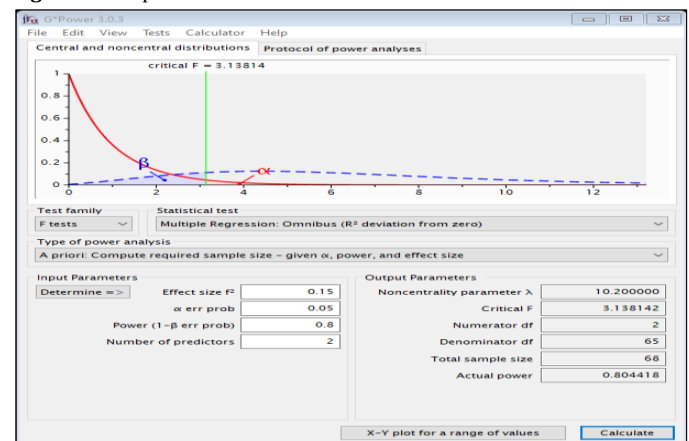 G*Power 3.0.3
File Edit View Tests Calculator Help
Central and noncentral distributions Protocol of power analyses
critical F = 3.13814
1
0.8
0.6
0.4
0.2
0
β
α
0 2 4 6 8 10 12
Test family Statistical test
F tests Multiple Regression: Omnibus (R² deviation from zero)
Type of power analysis
A priori: Compute required sample size - given α, power, and effect size
Input Parameters Output Parameters
Determine => Effect size f² 0.15 Noncentrality parameter λ 10.200000
α err prob 0.05 Critical F 3.138142
Power (1-β err prob) 0.8 Numerator df 2
Number of predictors 2 Denominator df 65
Total sample size 68
Actual power 0.804418
X-Y plot for a range of values Calculate